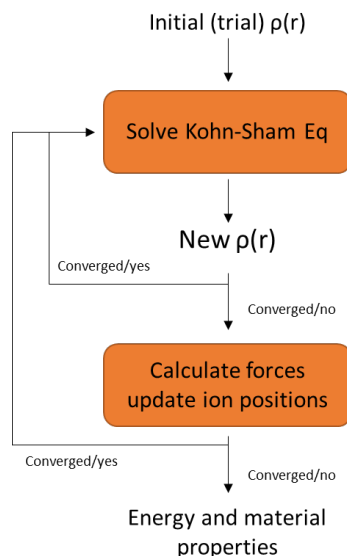 Initial (trial) ρ(r)
Solve Kohn-Sham Eq
New ρ(r)
Converged/yes
Converged/no
Calculate forces
update ion positions
Converged/yes
Converged/no
Energy and material
properties